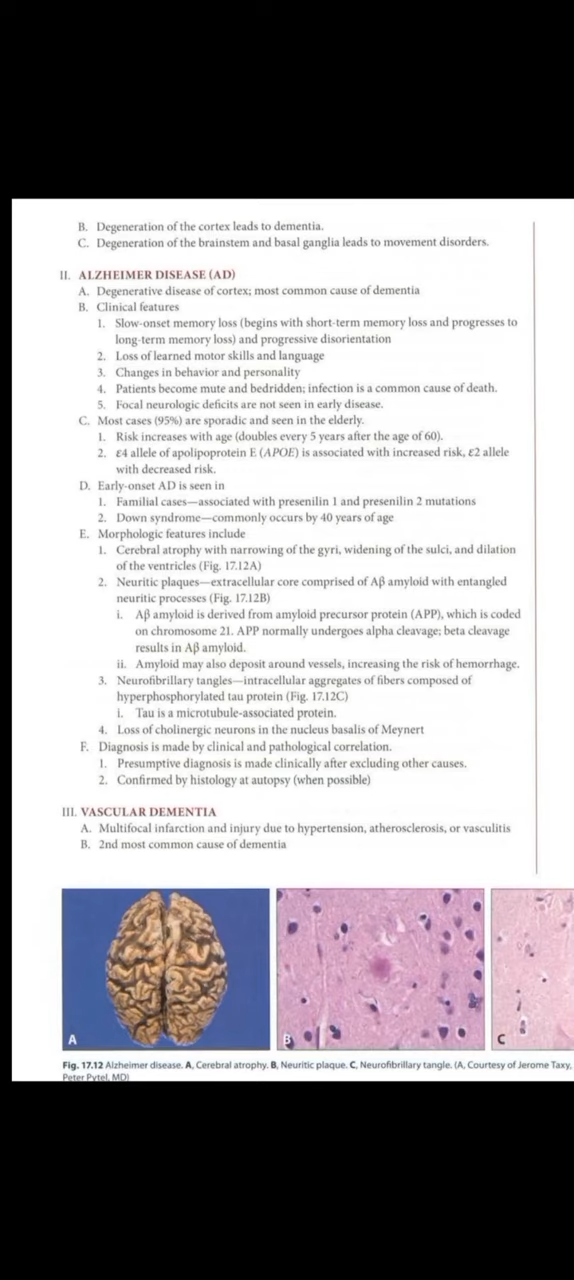 B. Degeneration of the cortex leads to dementia.
C. Degeneration of the brainstem and basal ganglia leads to movement disorders.
II. ALZHEIMER DISEASE (AD)
A. Degenerative disease of cortex; most common cause of dementia
B. Clinical features
1. Slow-onset memory loss (begins with short-term memory loss and progresses to
long-term memory loss) and progressive disorientation
2. Loss of learned motor skills and language
3. Changes in behavior and personality
4. Patients become mute and bedridden; infection is a common cause of death.
5. Focal neurologic deficits are not seen in early disease.
C. Most cases (95%) are sporadic and seen in the elderly.
1. Risk increases with age (doubles every 5 years after the age of 60).
2. ε4 allele of apolipoprotein E (APOE) is associated with increased risk, ε2 allele
with decreased risk.
D. Early-onset AD is seen in
1. Familial cases—associated with presenilin 1 and presenilin 2 mutations
2. Down syndrome—commonly occurs by 40 years of age
E. Morphologic features include
1. Cerebral atrophy with narrowing of the gyri, widening of the sulci, and dilation
of the ventricles (Fig. 17.12A)
2. Neuritic plaques—extracellular core comprised of Aβ amyloid with entangled
neuritic processes (Fig. 17.12B)
i. Aβ amyloid is derived from amyloid precursor protein (APP), which is coded
on chromosome 21. APP normally undergoes alpha cleavage; beta cleavage
results in Aβ amyloid.
ii. Amyloid may also deposit around vessels, increasing the risk of hemorrhage.
3. Neurofibrillary tangles—intracellular aggregates of fibers composed of
hyperphosphorylated tau protein (Fig. 17.12C)
i. Tau is a microtubule-associated protein.
4. Loss of cholinergic neurons in the nucleus basalis of Meynert
F. Diagnosis is made by clinical and pathological correlation.
1. Presumptive diagnosis is made clinically after excluding other causes.
2. Confirmed by histology at autopsy (when possible)
III. VASCULAR DEMENTIA
A. Multifocal infarction and injury due to hypertension, atherosclerosis, or vasculitis
B. 2nd most common cause of dementia
A
B
C
Fig. 17.12 Alzheimer disease. A, Cerebral atrophy. B, Neuritic plaque. C, Neurofibrillary tangle. (A, Courtesy of Jerome Taxy,
Peter Pytel, MD)